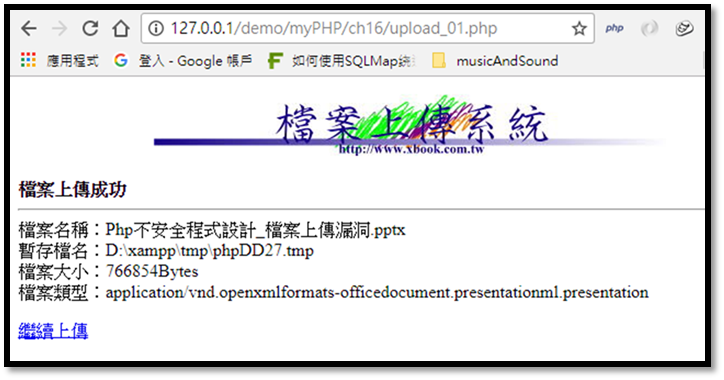 127.0.0.1/demo/myPHP/ch16/upload_01.php php
應用程式 登入 - Google 帳戶 如何使用SQLMap繞 musicAndSound
檔案上傳系統
http://www.xbook.com.tw
檔案上傳成功
檔案名稱：Php不安全程式設計_檔案上傳漏洞.pptx
暫存檔名：D:\xampp\tmp\phpDD27.tmp
檔案大小：766854Bytes
檔案類型：application/vnd.openxmlformats-officedocument.presentationml.presentation
繼續上傳